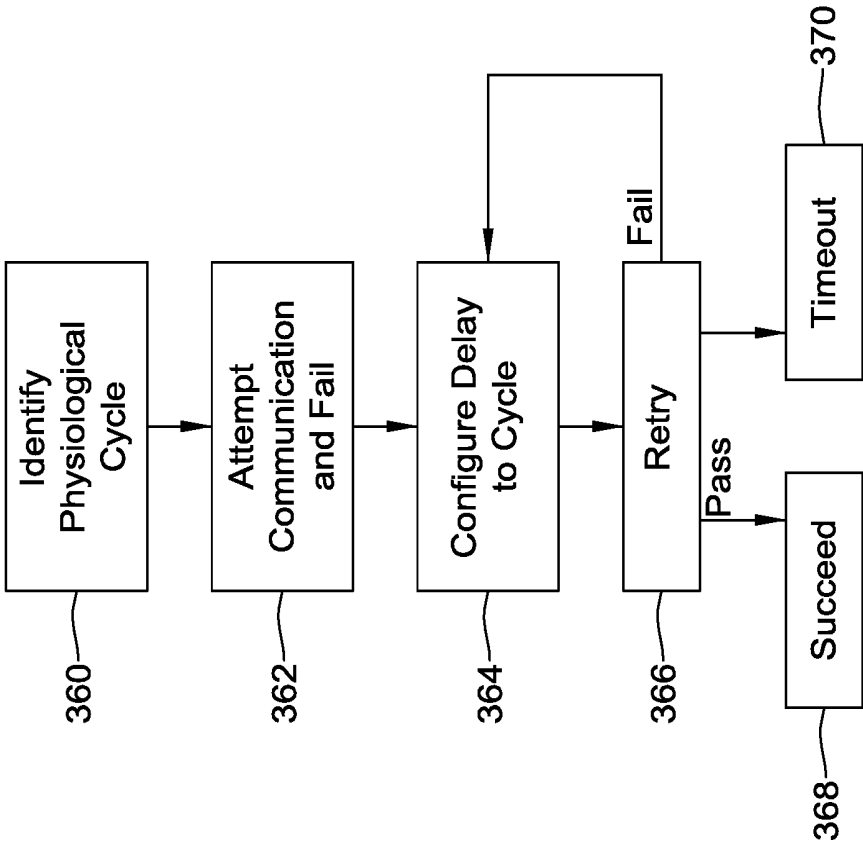 360
Identify
Physiological
Cycle
362
Attempt
Communication
and Fail
364
Configure Delay
to Cycle
366
Retry
Fail
Pass
368
Succeed
Timeout
370